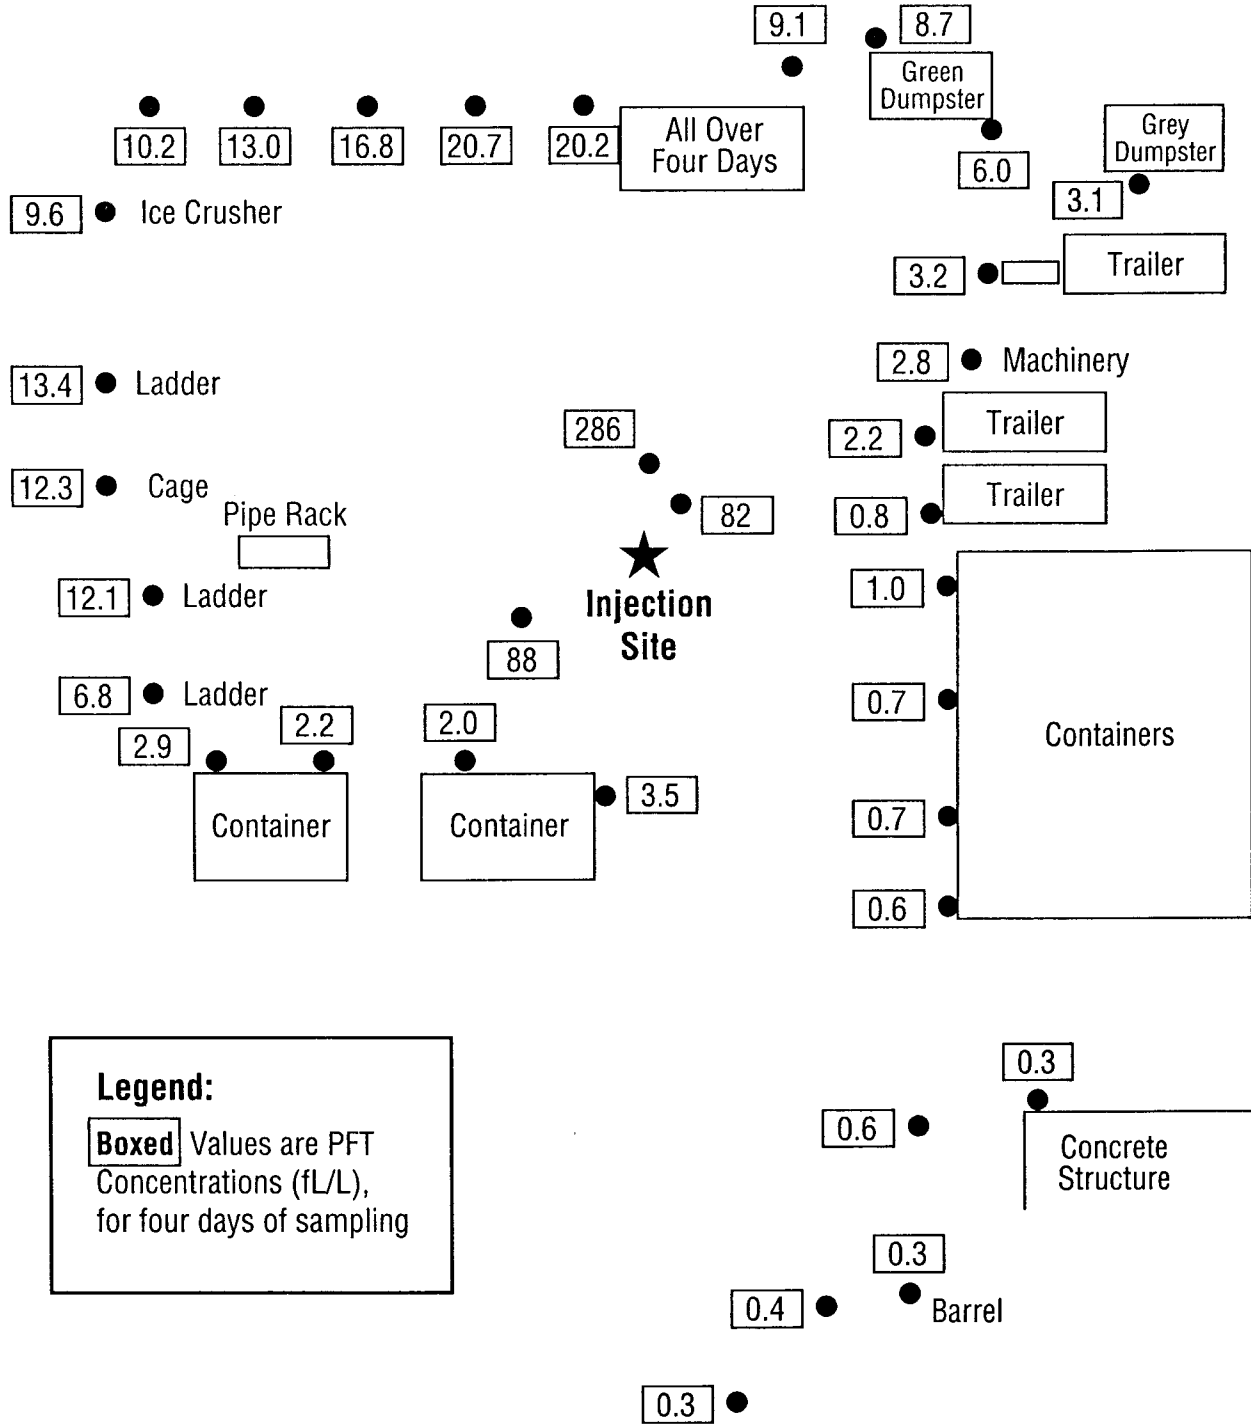 9.1
8.7
Green
Dumpster
10.2
13.0
16.8
20.7
20.2
All Over
Four Days
6.0
Grey
Dumpster
3.1
9.6
Ice Crusher
3.2
Trailer
13.4
Ladder
2.8
Machinery
286
2.2
Trailer
12.3
Cage
82
0.8
Trailer
Pipe Rack
12.1
Ladder
Injection
Site
1.0
88
6.8
Ladder
0.7
2.9
2.2
2.0
Containers
3.5
Container
Container
0.7
0.6
Legend:
Boxed Values are PFT
Concentrations (fL/L),
for four days of sampling
0.3
0.6
Concrete
Structure
0.3
0.4
Barrel
0.3